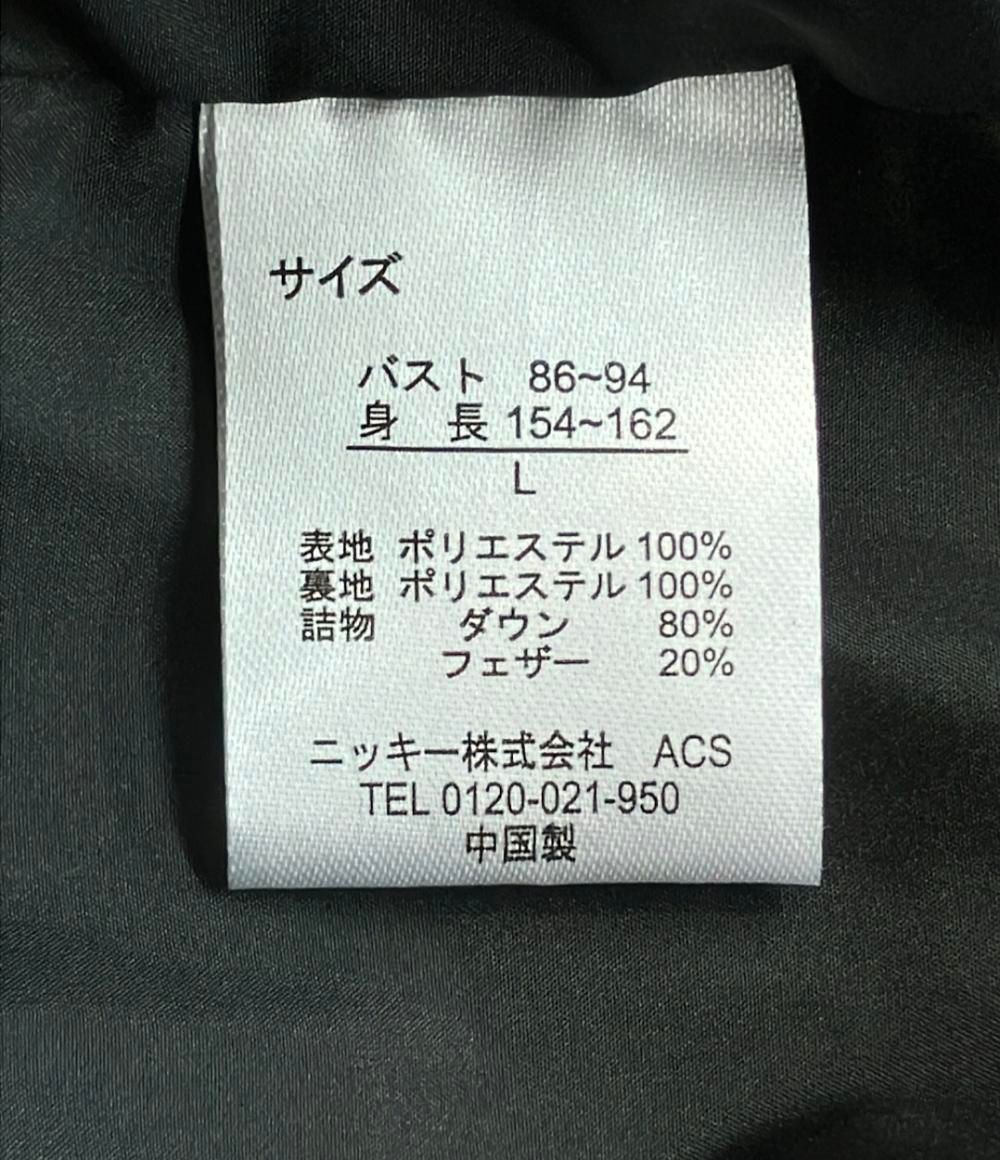 サイズ
バスト 86~94
身 長 154~162
L
表地 ポリエステル 100%
裏地 ポリエステル 100%
詰物 ダウン 80%
フェザー 20%
ニッキー株式会社 ACS
TEL 0120-021-950
中国製